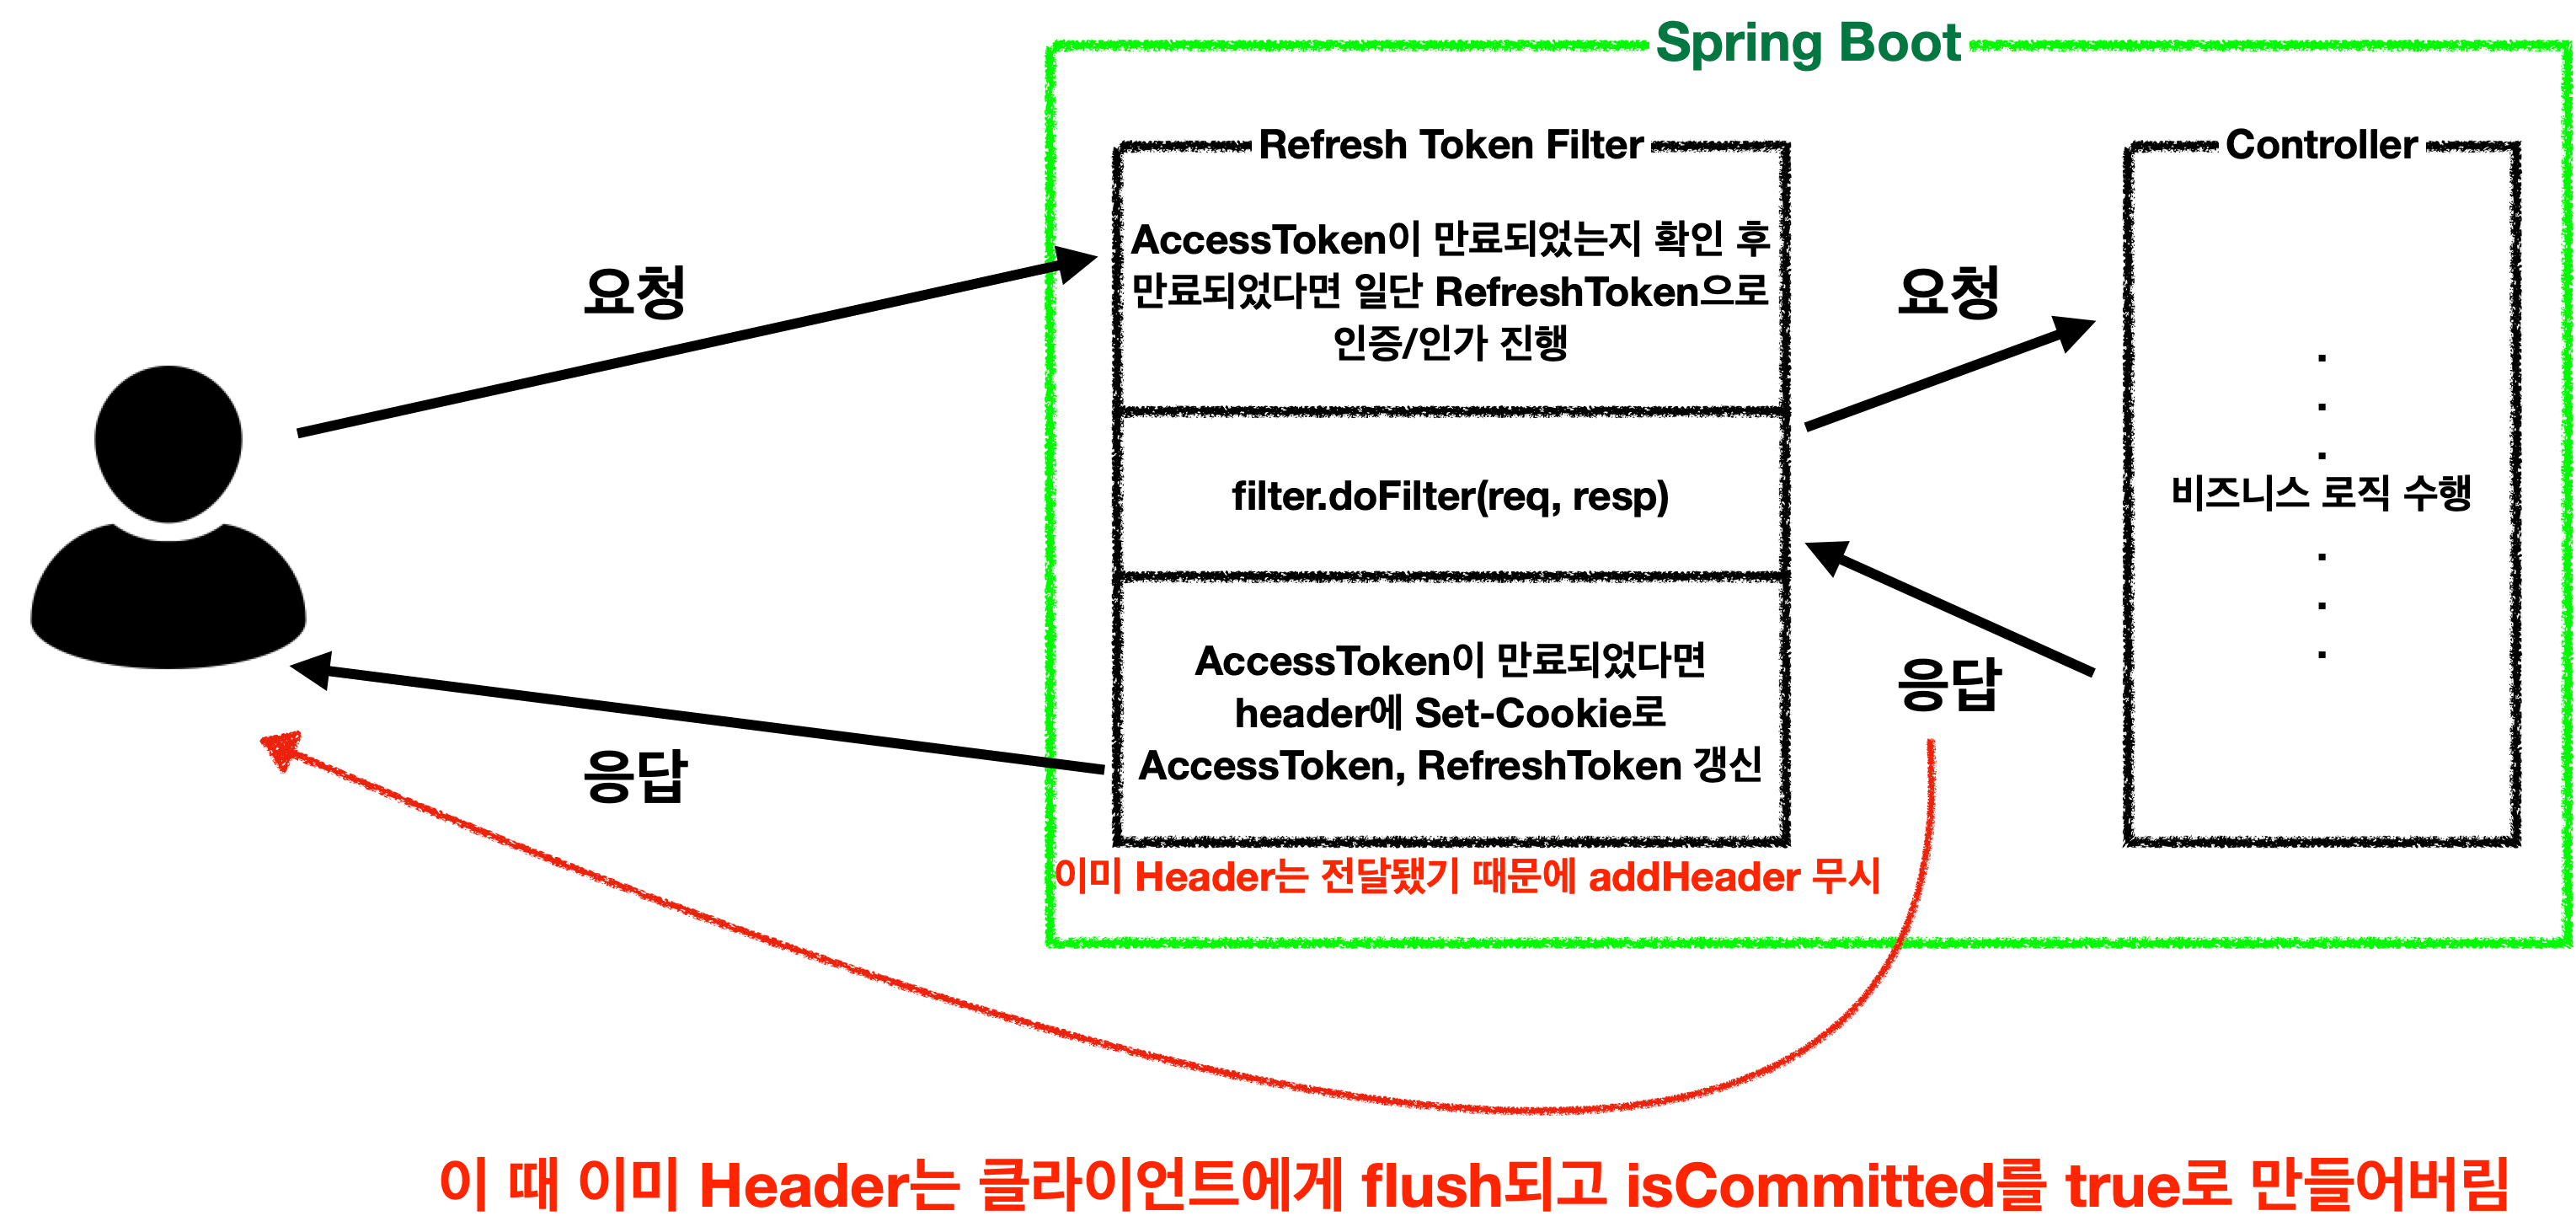 Spring Boot
Refresh Token Filter
Controller
AccessToken이 만료되었는지 확인 후
만료되었다면 일단 RefreshToken으로
인증/인가 진행
요청
요청
filter.doFilter(req, resp)
.
.
.
비즈니스 로직 수행
.
.
.
AccessToken이 만료되었다면
header에 Set-Cookie로
AccessToken, RefreshToken 갱신
응답
응답
이미 Header는 전달됐기 때문에 addHeader 무시
이 때 이미 Header는 클라이언트에게 flush되고 isCommitted를 true로 만들어버림